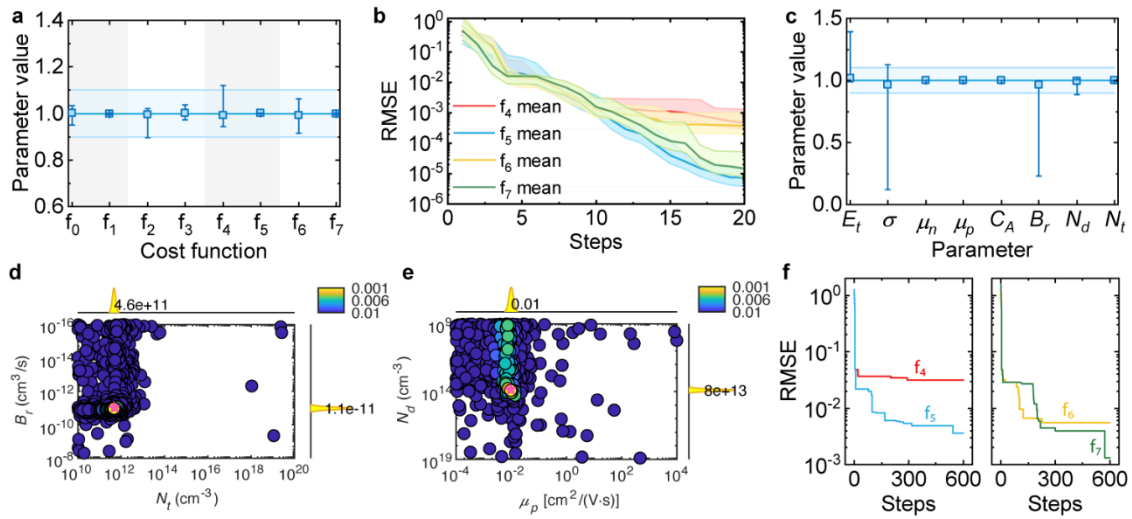 a
1.4
1.2
1.0
0.8
0.6
Parameter value
f0 f1 f2 f3 f4 f5 f6 f7
Cost function
b
10^1
10^0
10^-1
10^-2
10^-3
10^-4
10^-5
10^-6
RMSE
f4 mean
f5 mean
f6 mean
f7 mean
0 5 10 15 20
Steps
c
1.5
1.0
0.5
0.0
Parameter value
Et σ μn μp CA Br Nd Nt
Parameter
d
4.6e+11
0.001
0.006
0.01
10^-16
10^-14
10^-12
10^-10
10^-8
Br (cm^3/s)
1.1e-11
10^10 10^12 10^14 10^16 10^18 10^20
Nt (cm^-3)
e
0.01
0.001
0.006
0.01
10^9
10^14
10^19
Nd (cm^-3)
8e+13
10^-4 10^-2 10^0 10^2 10^4
μp [cm^2/(V·s)]
f
10^0
10^-1
10^-2
10^-3
RMSE
f4
f5
f6
f7
0 300 600
0 300 600
Steps
Steps